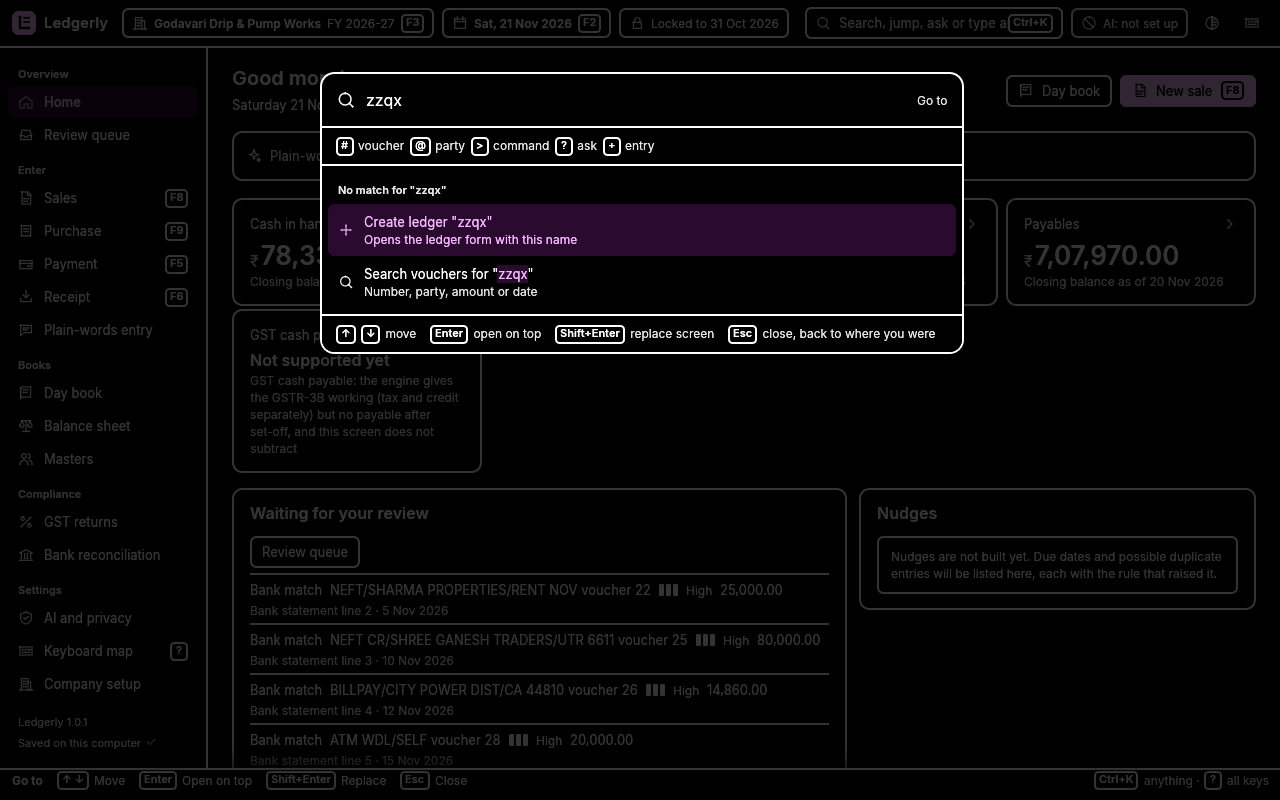 Ledgerly
Godavari Drip & Pump Works FY 2026-27 F3
Sat, 21 Nov 2026 F2
Locked to 31 Oct 2026
Search, jump, ask or type a Ctrl+K
AI: not set up
Overview
Home
Review queue
Enter
Sales F8
Purchase F9
Payment F5
Receipt F6
Plain-words entry
Books
Day book
Balance sheet
Masters
Compliance
GST returns
Bank reconciliation
Settings
AI and privacy
Keyboard map ?
Company setup
Ledgerly 1.0.1
Saved on this computer
zzqx Go to
# voucher @ party > command ? ask + entry
No match for "zzqx"
Create ledger "zzqx"
Opens the ledger form with this name
Search vouchers for "zzqx"
Number, party, amount or date
↑ ↓ move Enter open on top Shift+Enter replace screen Esc close, back to where you were
Good mor
Saturday 21 No
Day book
New sale F8
Plain-wo
Cash in han
₹78,33
Closing bala
Payables
₹7,07,970.00
Closing balance as of 20 Nov 2026
GST cash p
Not supported yet
GST cash payable: the engine gives
the GSTR-3B working (tax and credit
separately) but no payable after
set-off, and this screen does not
subtract
Waiting for your review
Review queue
Bank match NEFT/SHARMA PROPERTIES/RENT NOV voucher 22 High 25,000.00
Bank statement line 2 · 5 Nov 2026
Bank match NEFT CR/SHREE GANESH TRADERS/UTR 6611 voucher 25 High 80,000.00
Bank statement line 3 · 10 Nov 2026
Bank match BILLPAY/CITY POWER DIST/CA 44810 voucher 26 High 14,860.00
Bank statement line 4 · 12 Nov 2026
Bank match ATM WDL/SELF voucher 28 High 20,000.00
Bank statement line 5 · 15 Nov 2026
Nudges
Nudges are not built yet. Due dates and possible duplicate
entries will be listed here, each with the rule that raised it.
Go to ↑ ↓ Move Enter Open on top Shift+Enter Replace Esc Close
Ctrl+K anything · ? all keys